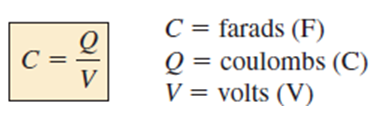 C = Q/V
C = farads (F)
Q = coulombs (C)
V = volts (V)